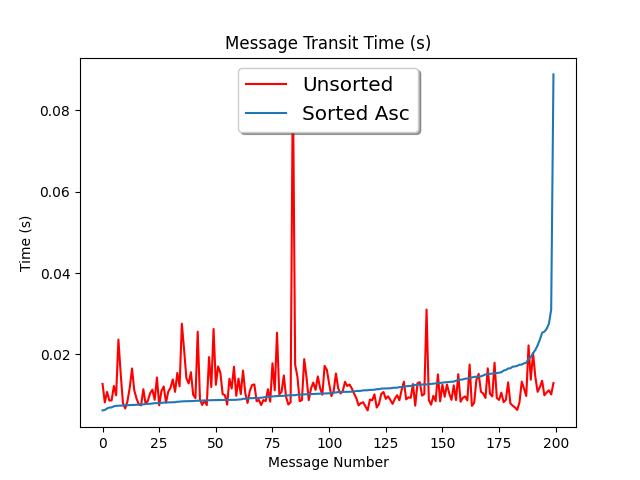 Message Transit Time (s)
Unsorted
Sorted Asc
0.08
0.06
0.04
0.02
Time (s)
0 25 50 75 100 125 150 175 200
Message Number